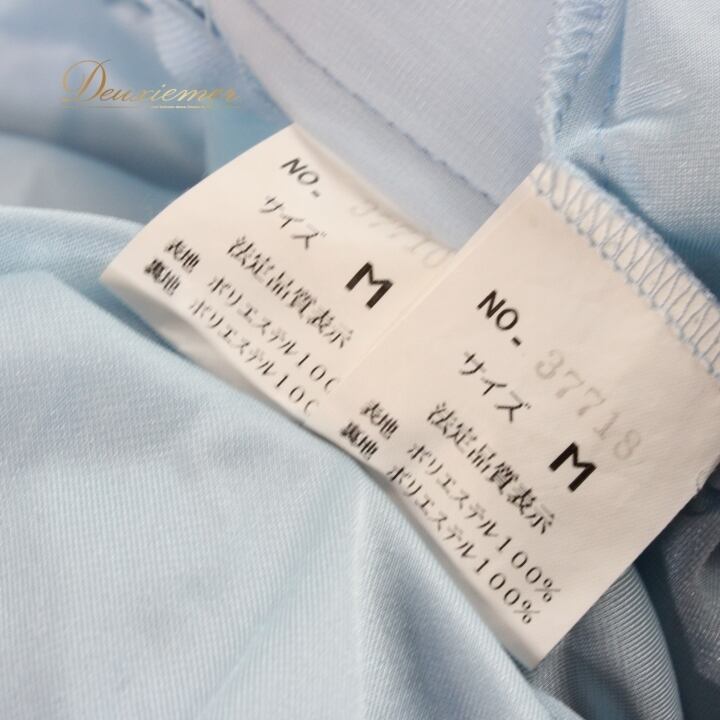 Deuxiemer
NO-
サイズ M
法定品質表示
表地 ポリエステル100
裏地 ポリエステル100
NO- 37718
サイズ M
法定品質表示
表地 ポリエステル100%
裏地 ポリエステル100%